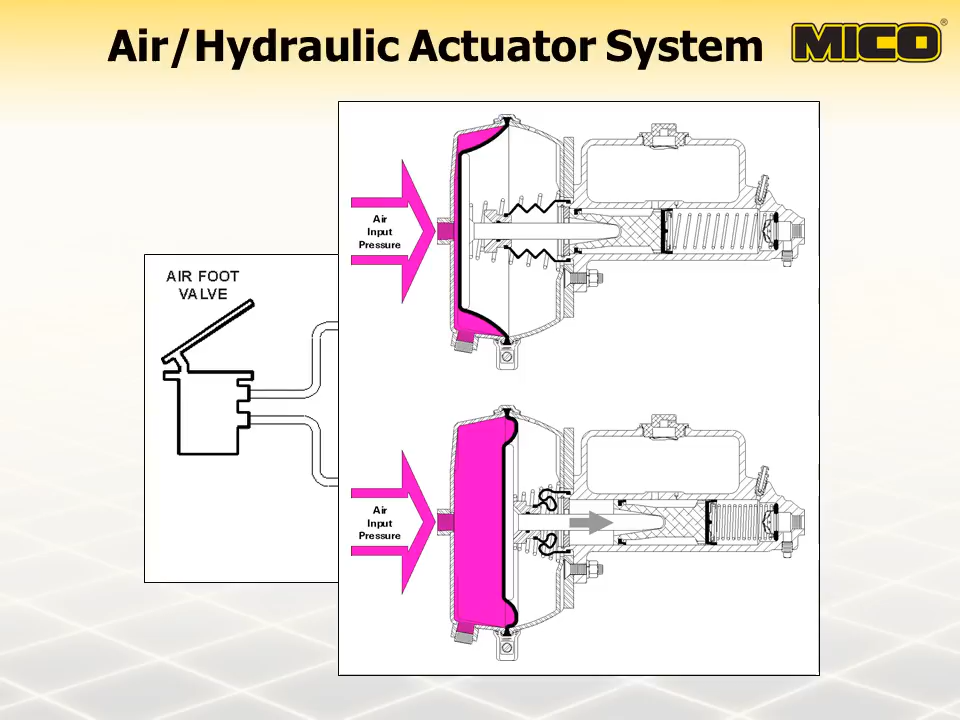 Air/Hydraulic Actuator System
MICO®
Air
Input
Pressure
AIR FOOT
VALVE
Air
Input
Pressure